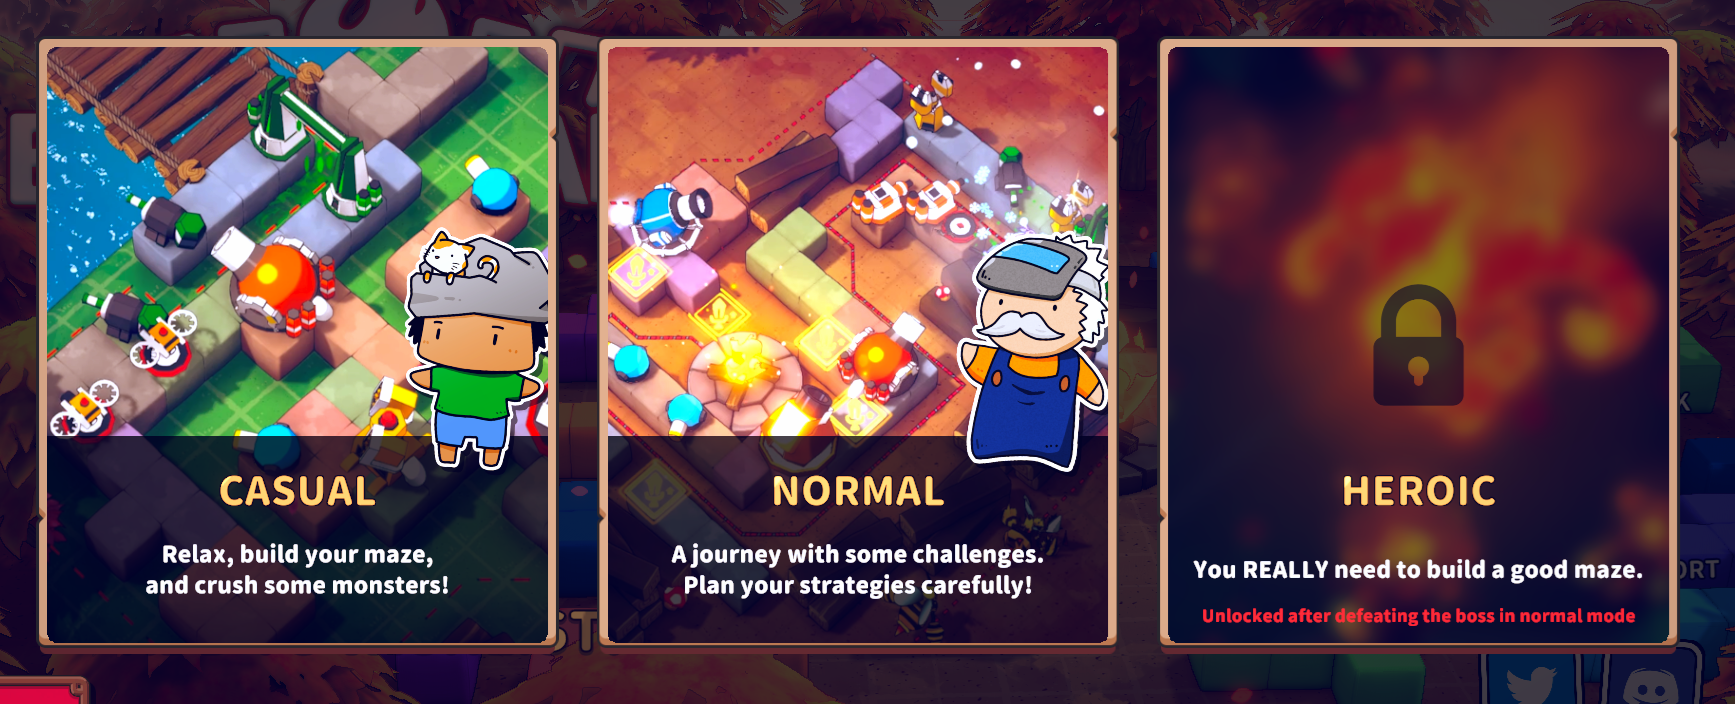 CASUAL
Relax, build your maze,
and crush some monsters!
NORMAL
A journey with some challenges.
Plan your strategies carefully!
HEROIC
You REALLY need to build a good maze.
Unlocked after defeating the boss in normal mode